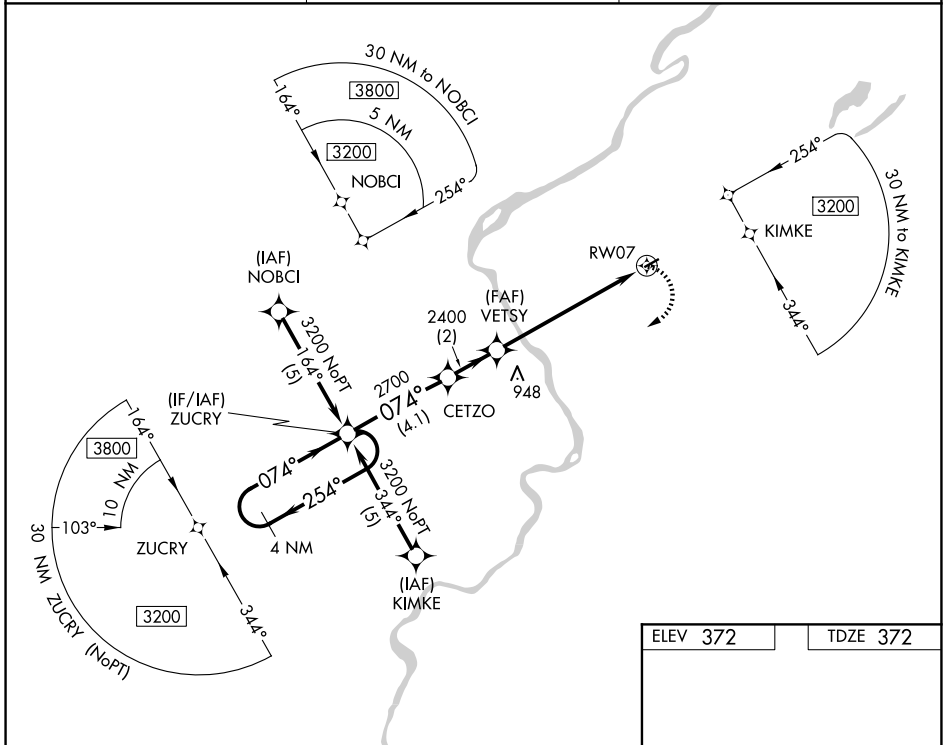 30 NM to NOBCI
3800
164°
5 NM
3200
NOBCI
254°
254°
30 NM to KIMKE
3200
KIMKE
344°
RW07
(IAF)
NOBCI
3200 NoPT
164°
(5)
(FAF)
VETSY
2400
(2)
948
2700
074°
(4.1)
CETZO
(IF/IAF)
ZUCRY
074°
254°
4 NM
3200 NoPT
344°
(5)
(IAF)
KIMKE
164°
3800
10 NM
103°
ZUCRY
3200
344°
30 NM ZUCRY (NoPT)
ELEV 372
TDZE 372